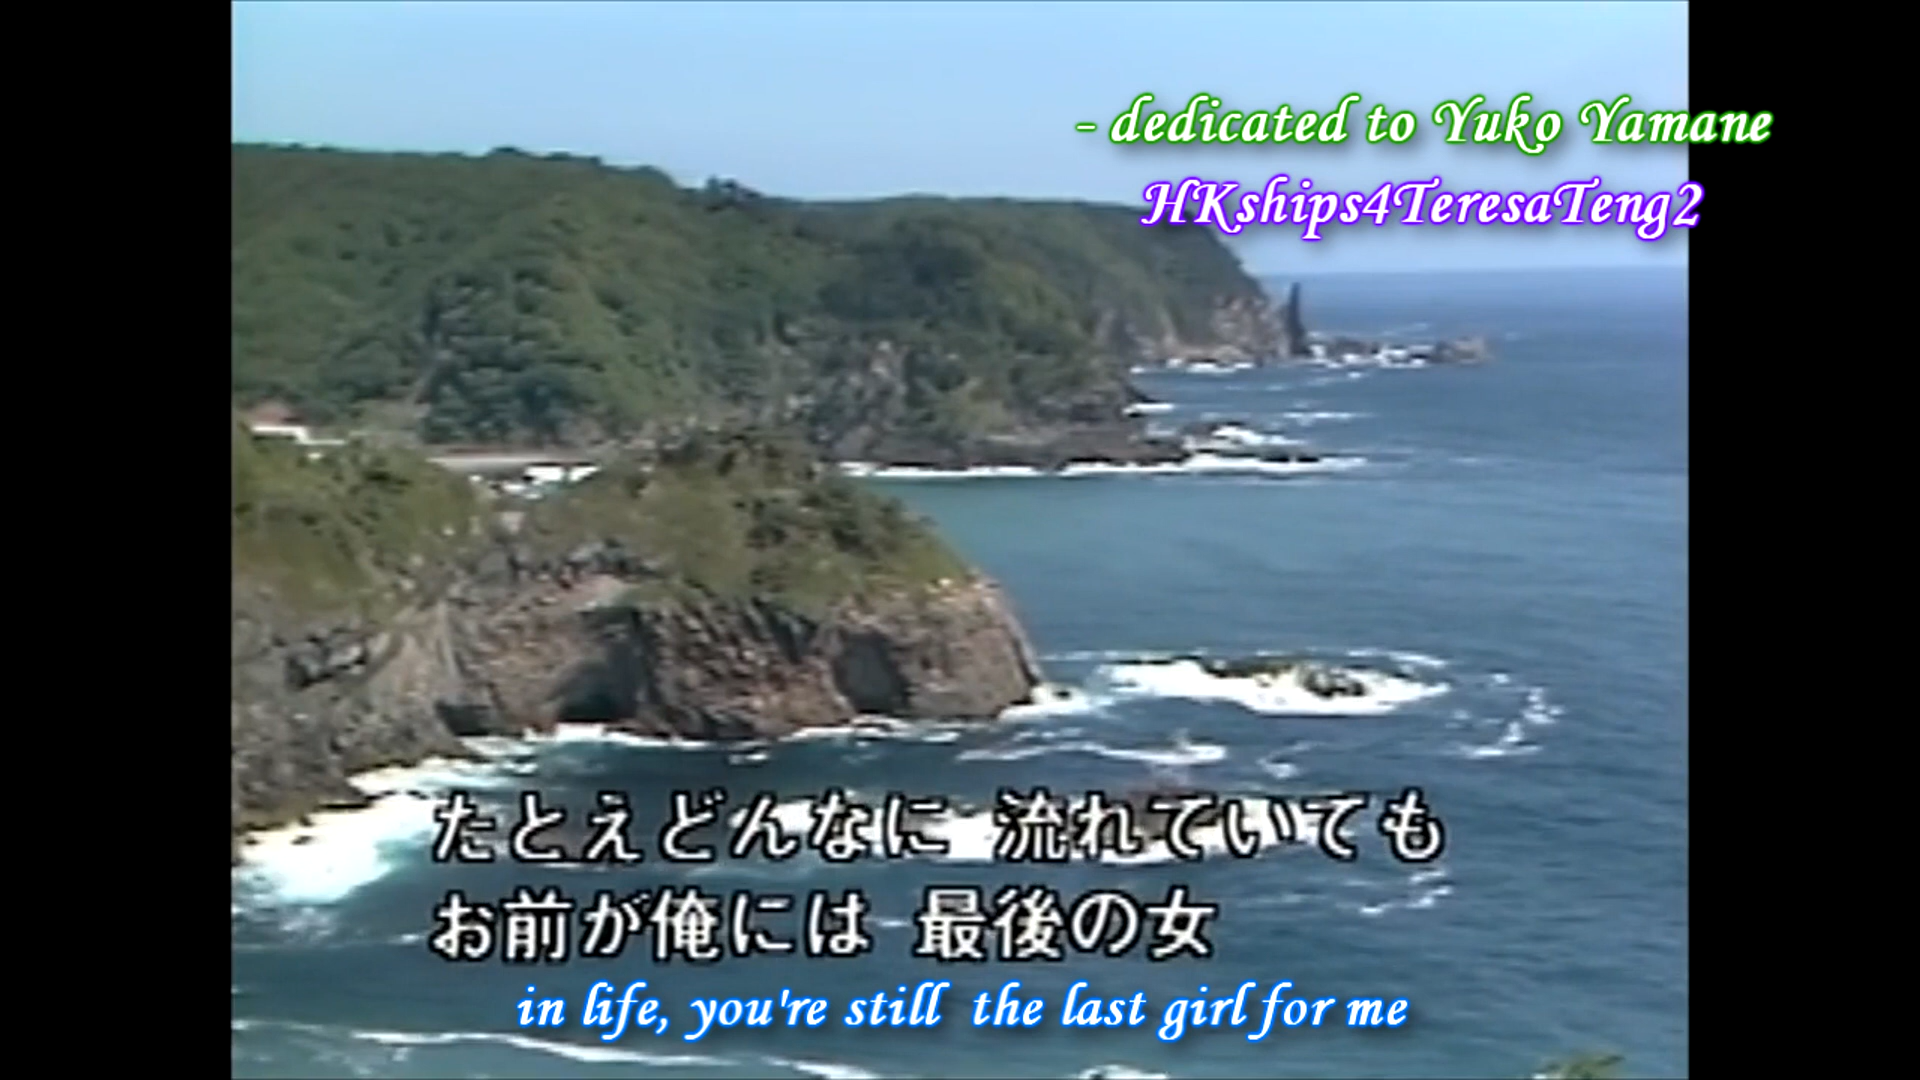 - dedicated to Yuko Yamane
HKships4TeresaTeng2
たとえどんなに 流れていても
お前が俺には 最後の女
in life, you're still the last girl for me